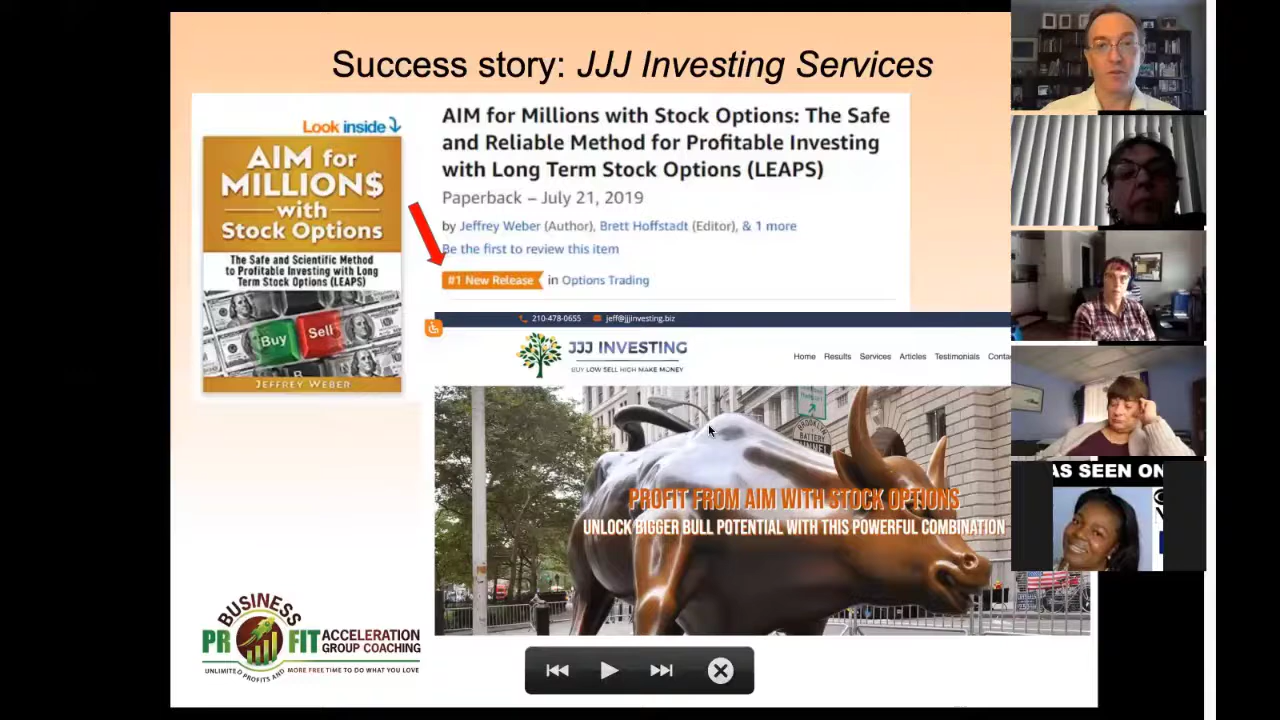 Success story: JJJ Investing Services
Look inside
AIM for
MILLION$
with
Stock Options
The Safe and Scientific Method
to Profitable Investing with Long
Term Stock Options (LEAPS)
Buy
Sell
JEFFREY WEBER
AIM for Millions with Stock Options: The Safe
and Reliable Method for Profitable Investing
with Long Term Stock Options (LEAPS)
Paperback – July 21, 2019
by Jeffrey Weber (Author), Brett Hoffstadt (Editor), & 1 more
Be the first to review this item
#1 New Release in Options Trading
210-478-0655 jeff@jjjinvesting.biz
JJJ INVESTING
BUY LOW SELL HIGH MAKE MONEY
Home Results Services Articles Testimonials
BROOKLYN
BATTERY
TUNNEL
PROFIT FROM AIM WITH STOCK OPTIONS
UNLOCK BIGGER BULL POTENTIAL WITH THIS POWERFUL COMBINATION
AS SEEN ON
BUSINESS
PROFIT ACCELERATION
GROUP COACHING
UNLIMITED PROFITS AND MORE FREE TIME TO DO WHAT YOU LOVE